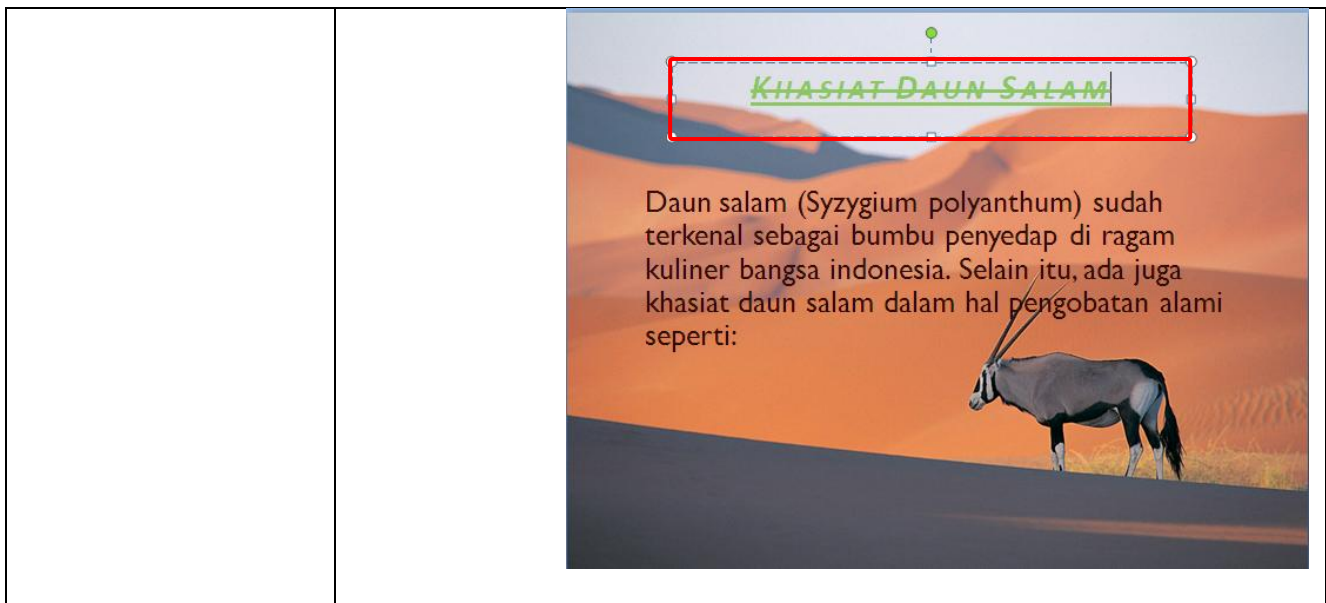 KHASIAT DAUN SALAM
Daun salam (Syzygium polyanthum) sudah
terkenal sebagai bumbu penyedap di ragam
kuliner bangsa indonesia. Selain itu, ada juga
khasiat daun salam dalam hal pengobatan alami
seperti: